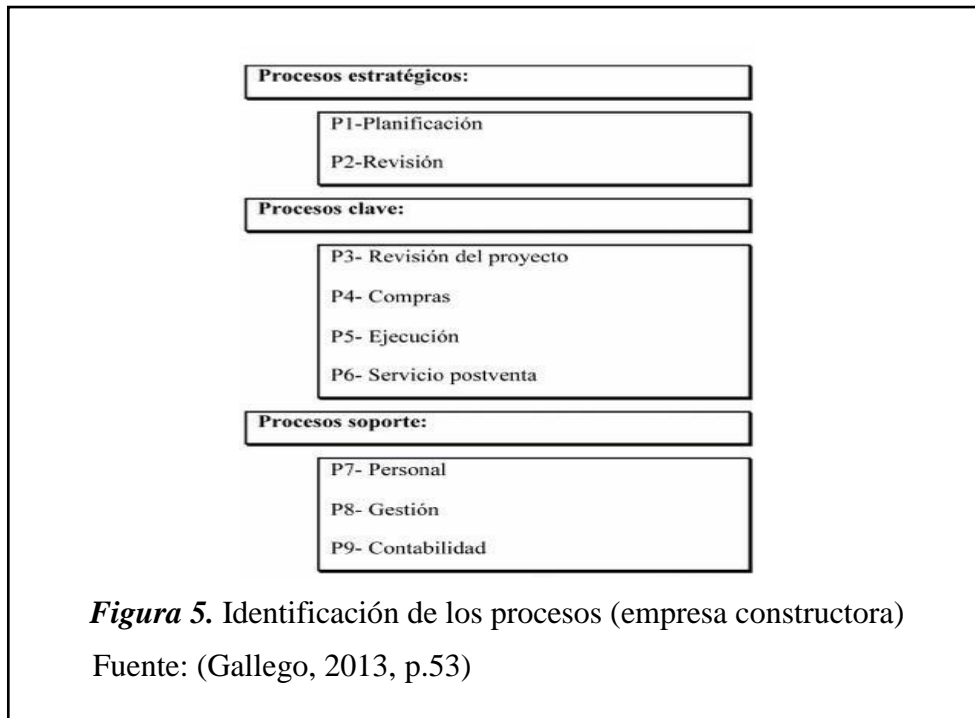 Procesos estratégicos:
P1-Planificación
P2-Revisión
Procesos clave:
P3- Revisión del proyecto
P4- Compras
P5- Ejecución
P6- Servicio postventa
Procesos soporte:
P7- Personal
P8- Gestión
P9- Contabilidad
Figura 5. Identificación de los procesos (empresa constructora)
Fuente: (Gallego, 2013, p.53)